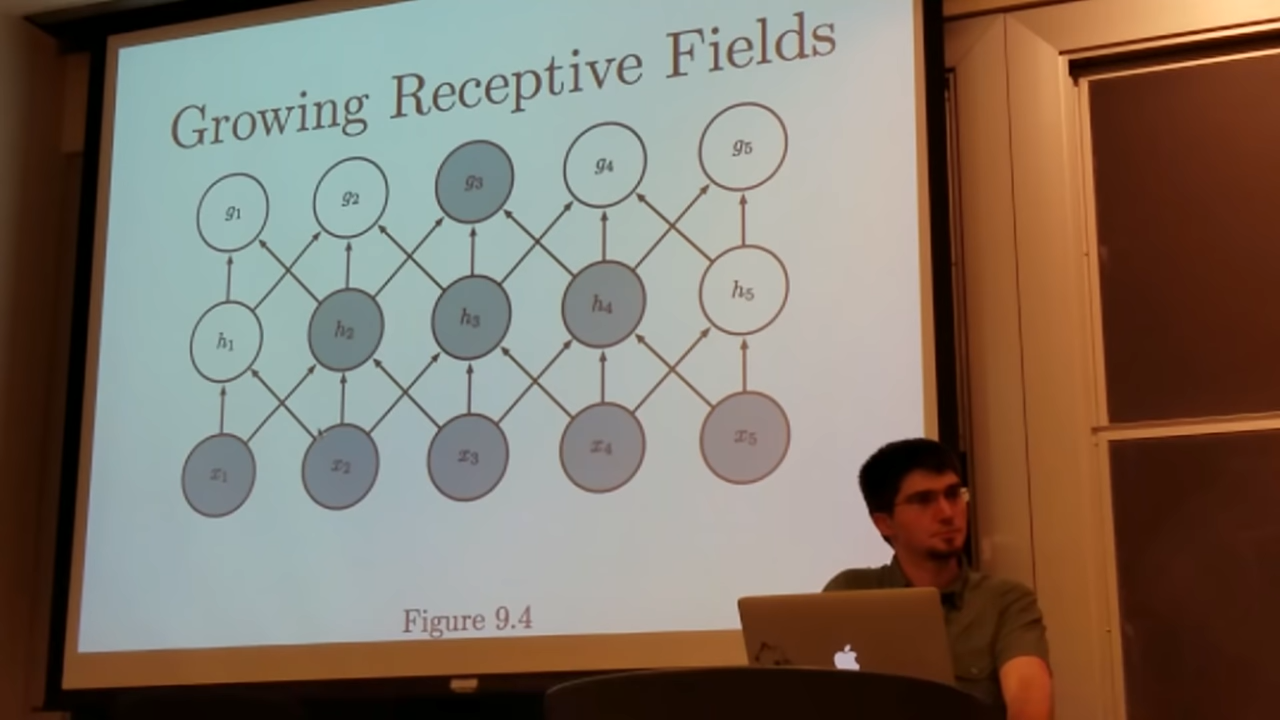 Growing Receptive Fields
g₁ g₂ g₃ g₄ g₅
h₁ h₂ h₃ h₄ h₅
x₁ x₂ x₃ x₄ x₅
Figure 9.4